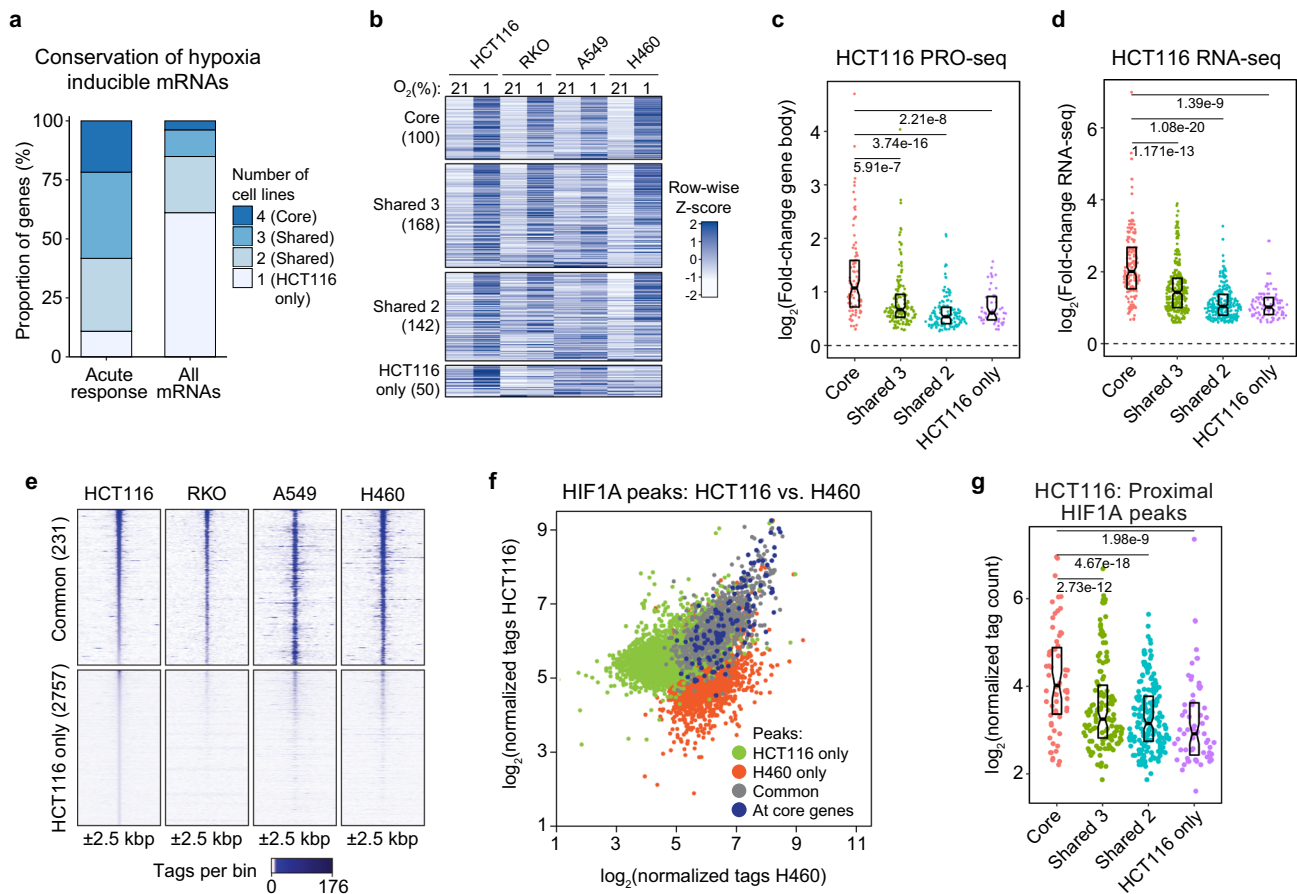 a
Conservation of hypoxia
inducible mRNAs
Proportion of genes (%)
100
75
50
25
0
Acute
response
All
mRNAs
Number of
cell lines
4 (Core)
3 (Shared)
2 (Shared)
1 (HCT116
only)
b
HCT116
RKO
A549
H460
O2(%): 21 1 21 1 21 1 21 1
Core
(100)
Shared 3
(168)
Shared 2
(142)
HCT116
only (50)
Row-wise
Z-score
2
1
0
-1
-2
c
HCT116 PRO-seq
log2(Fold-change gene body)
4
3
2
1
0
2.21e-8
3.74e-16
5.91e-7
Core
Shared 3
Shared 2
HCT116 only
d
HCT116 RNA-seq
log2(Fold-change RNA-seq)
6
4
2
0
1.39e-9
1.08e-20
1.171e-13
Core
Shared 3
Shared 2
HCT116 only
e
HCT116 RKO A549 H460
Common (231)
HCT116 only (2757)
±2.5 kbp ±2.5 kbp ±2.5 kbp ±2.5 kbp
Tags per bin
0 176
f
HIF1A peaks: HCT116 vs. H460
log2(normalized tags HCT116)
9
7
5
3
1
1 3 5 7 9 11
log2(normalized tags H460)
Peaks:
HCT116 only
H460 only
Common
At core genes
g
HCT116: Proximal
HIF1A peaks
log2(normalized tag count)
6
4
2
1.98e-9
4.67e-18
2.73e-12
Core
Shared 3
Shared 2
HCT116 only